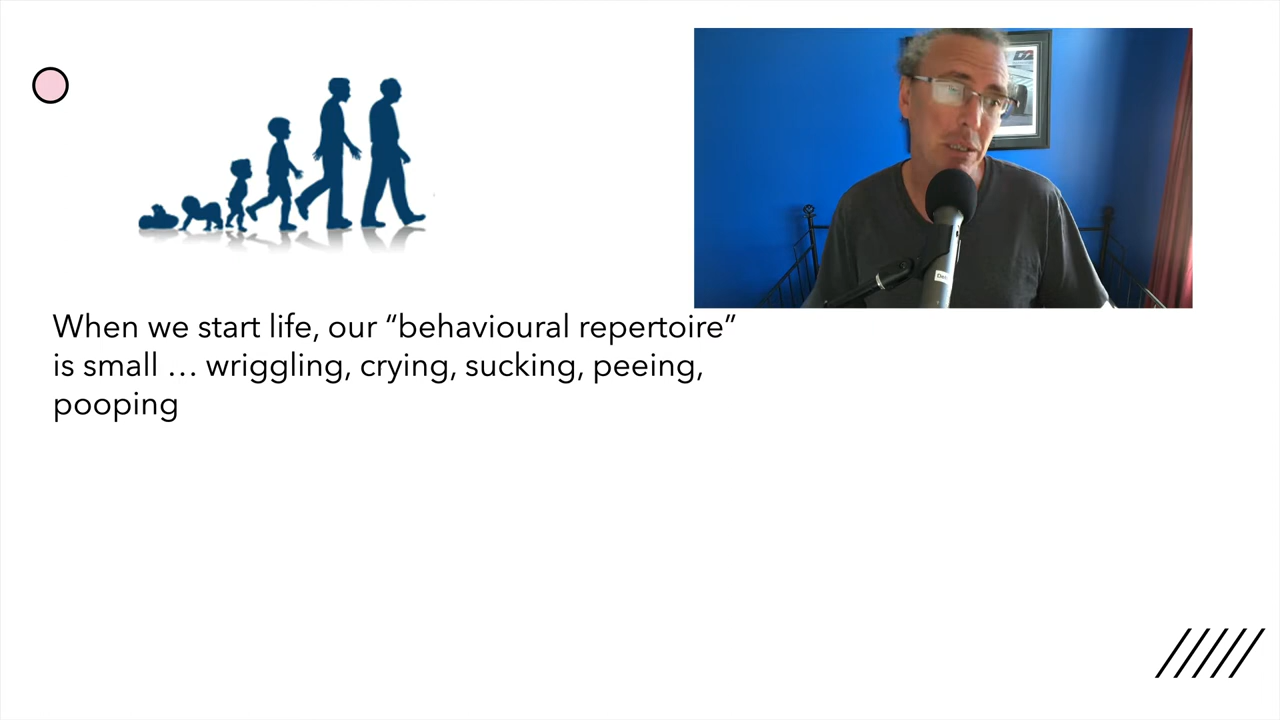 When we start life, our “behavioural repertoire”
is small … wriggling, crying, sucking, peeing,
pooping